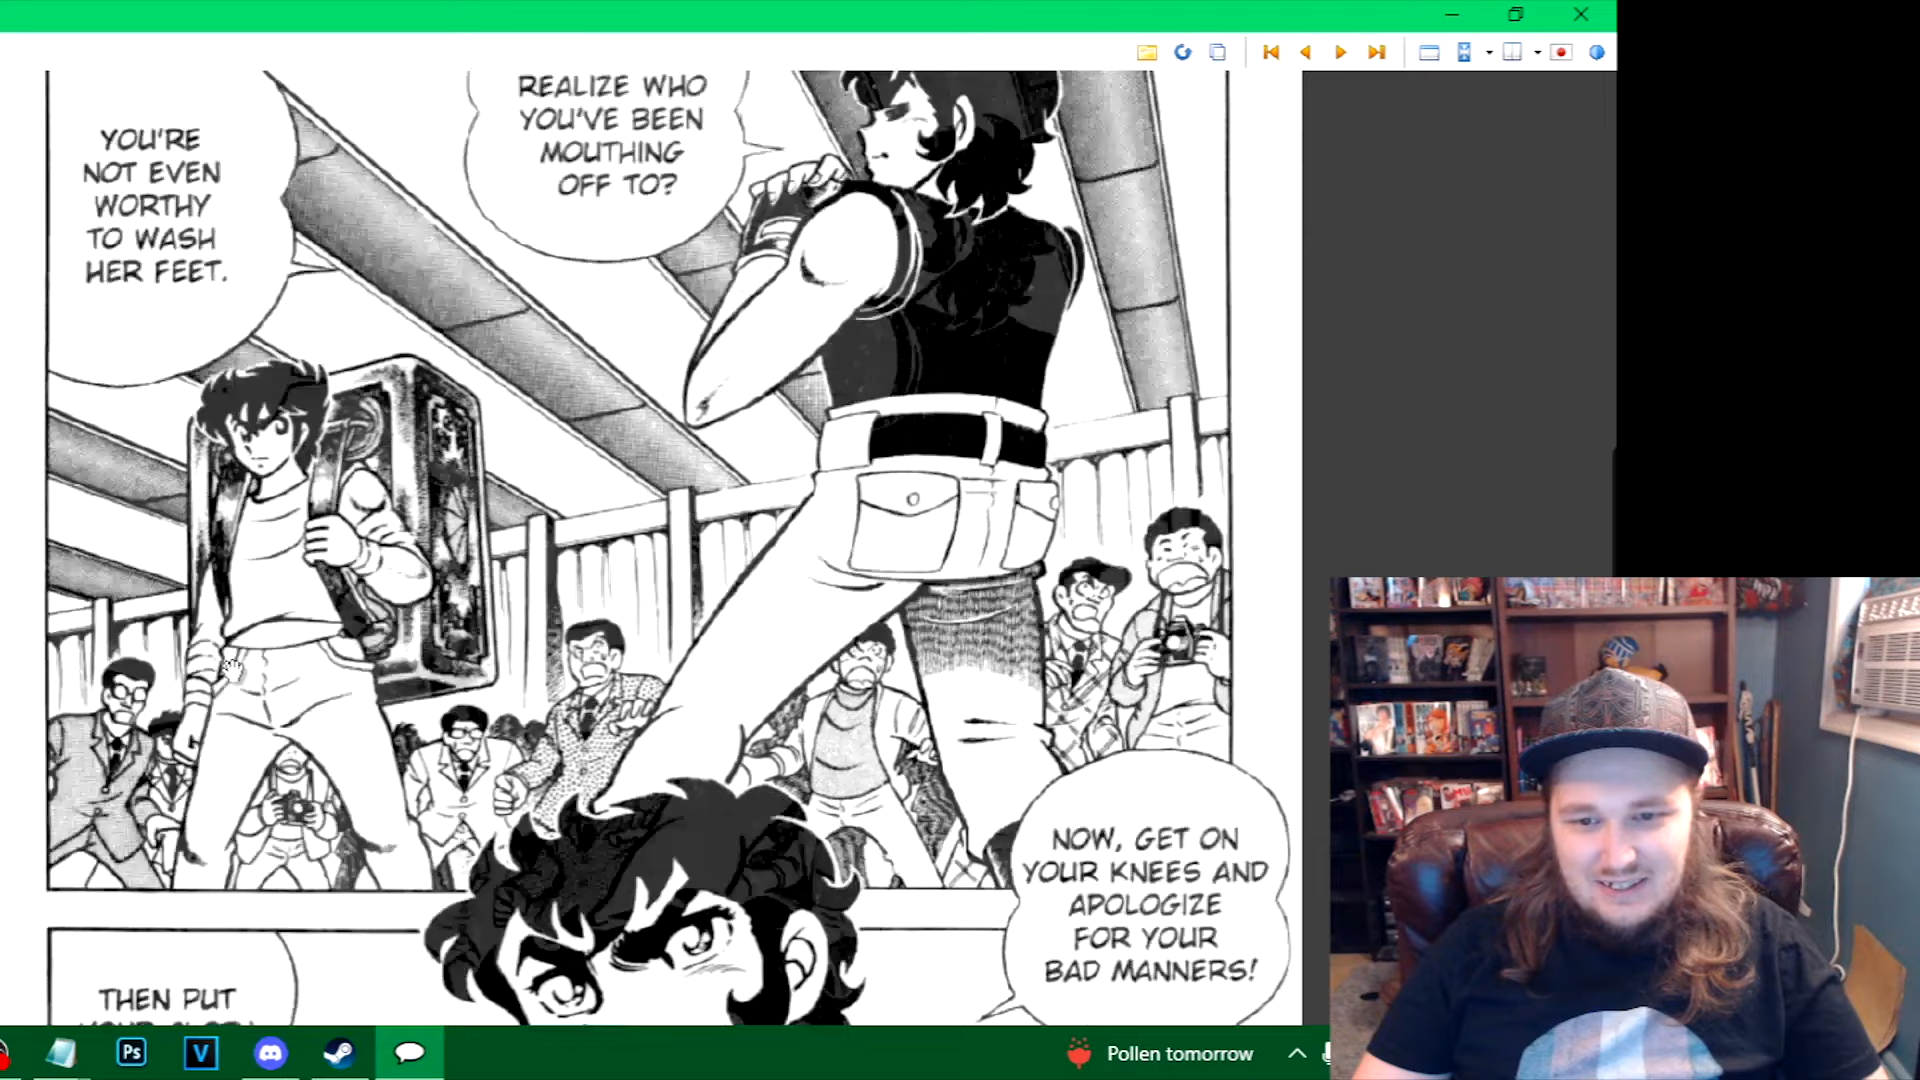 REALIZE WHO
YOU'VE BEEN
MOUTHING
OFF TO?
YOU'RE
NOT EVEN
WORTHY
TO WASH
HER FEET.
NOW, GET ON
YOUR KNEES AND
APOLOGIZE
FOR YOUR
BAD MANNERS!
THEN PUT
Ps
V
Pollen tomorrow